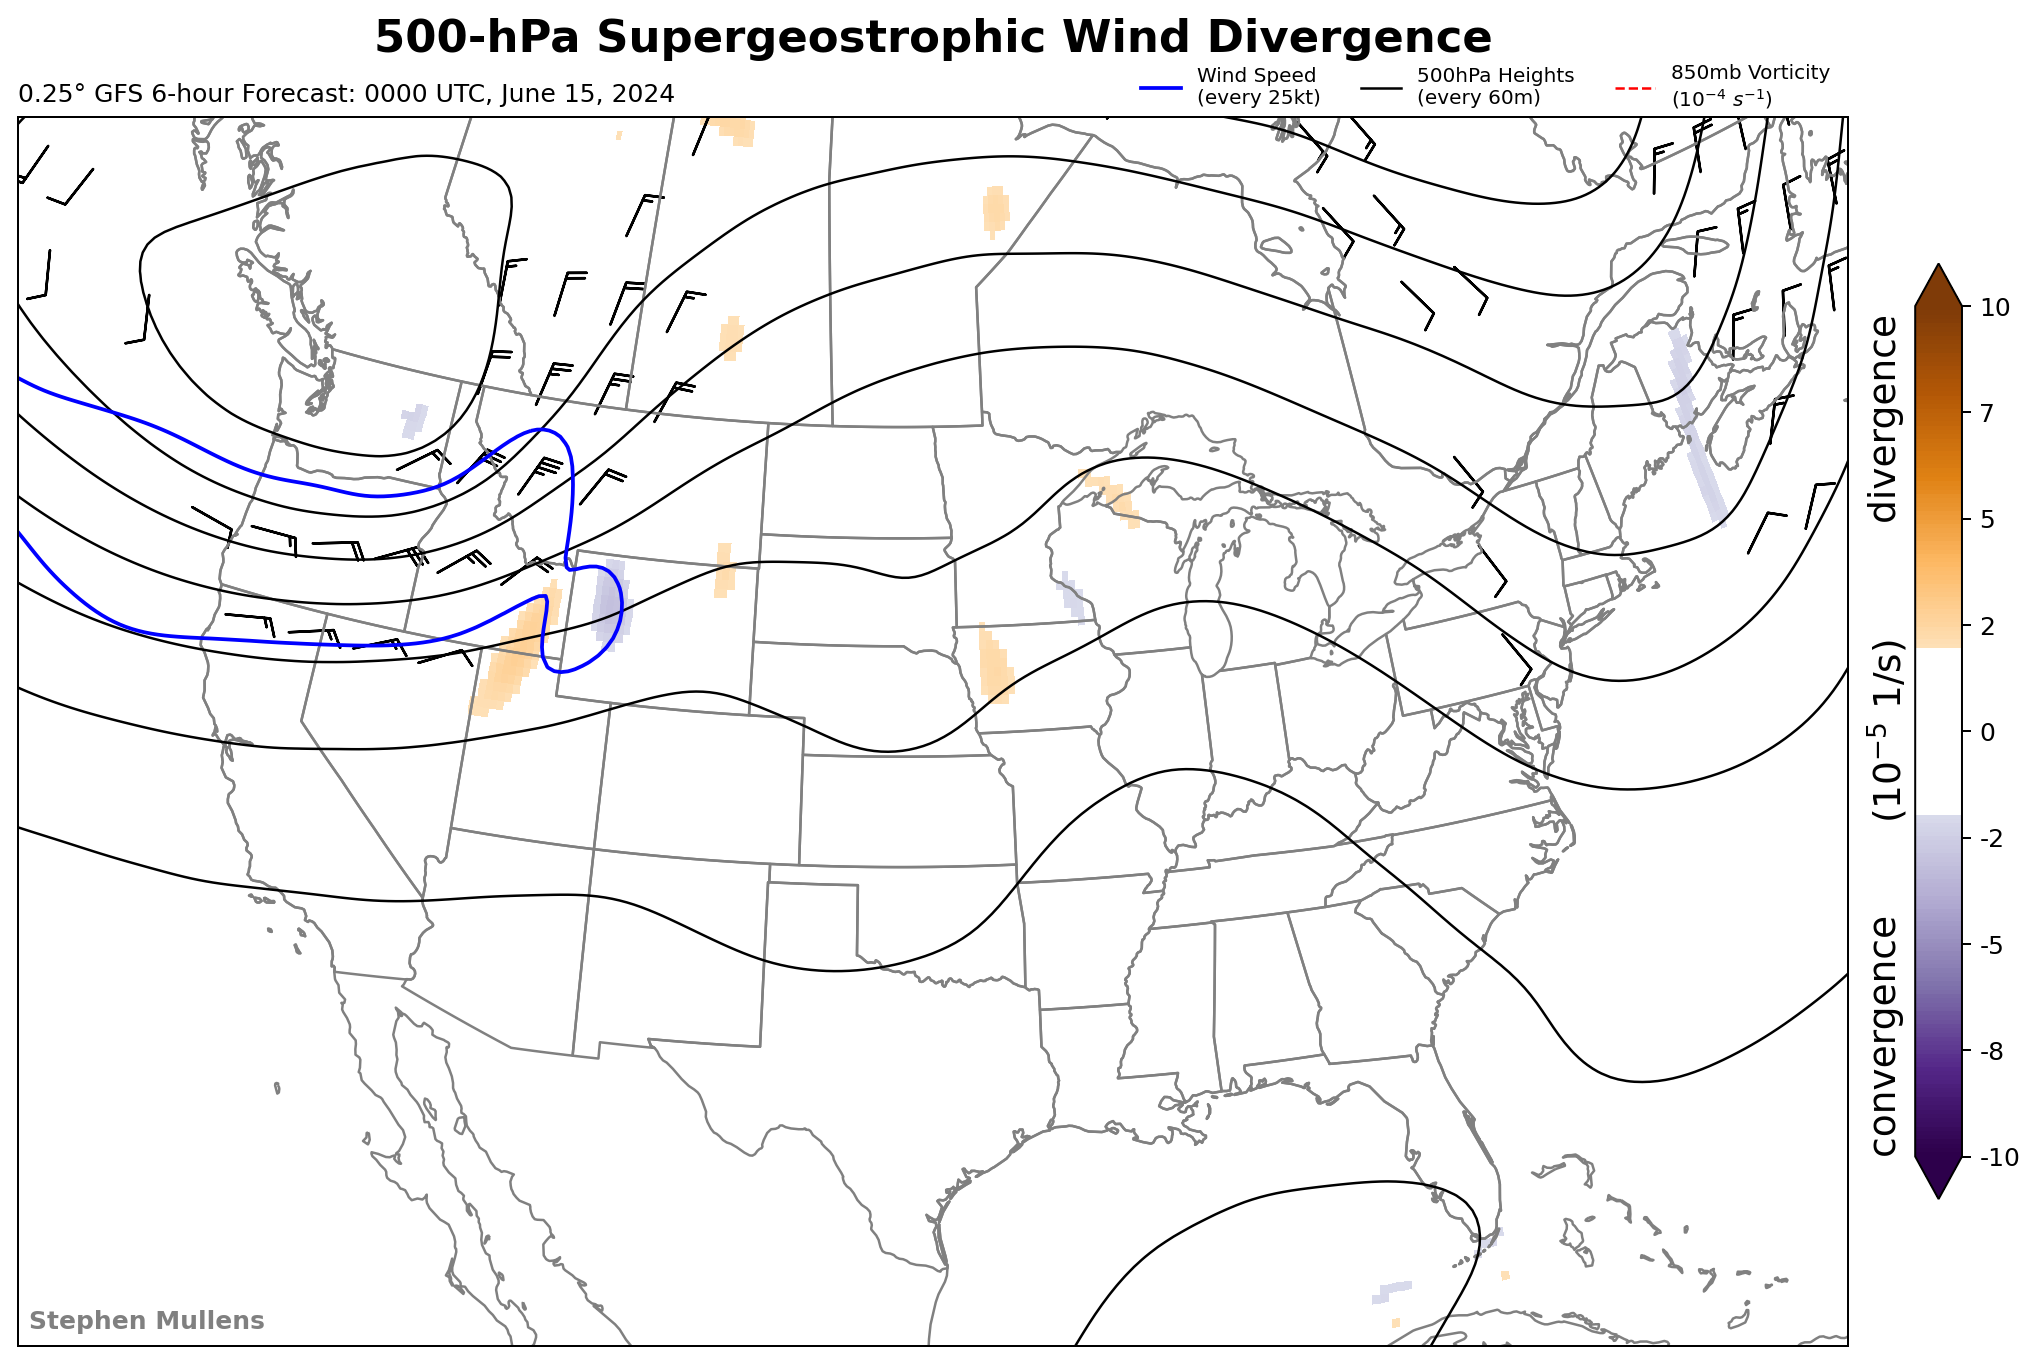 500-hPa Supergeostrophic Wind Divergence
0.25° GFS 6-hour Forecast: 0000 UTC, June 15, 2024
Wind Speed
(every 25kt)
500hPa Heights
(every 60m)
850mb Vorticity
(10⁻⁴ s⁻¹)
10
7
5
2
0
-2
-5
-8
-10
convergence (10⁻⁵ 1/s) divergence
Stephen Mullens